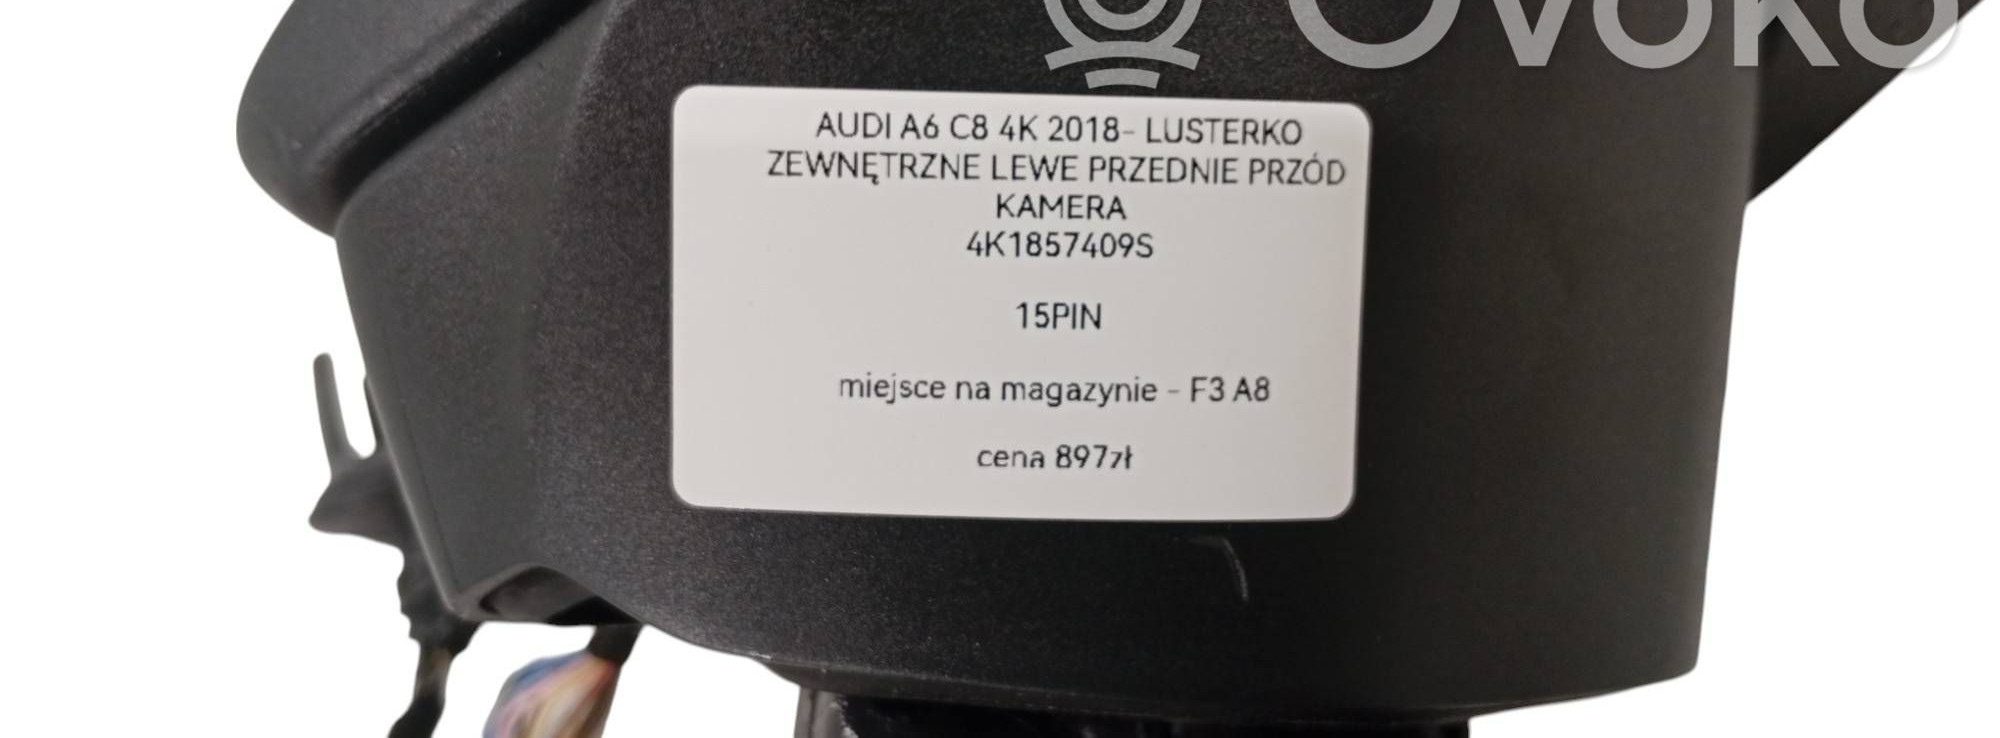 Ovoko
AUDI A6 C8 4K 2018- LUSTERKO
ZEWNĘTRZNE LEWE PRZEDNIE PRZÓD
KAMERA
4K1857409S
15PIN
miejsce na magazynie - F3 A8
cena 897zł